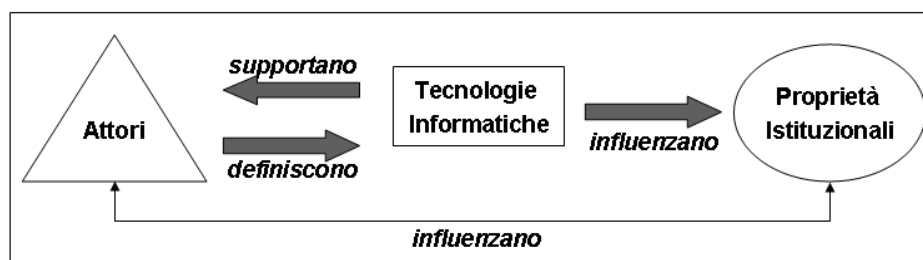 supportano
Attori
definiscono
Tecnologie
Informatiche
influenzano
Proprietà
Istituzionali
influenzano